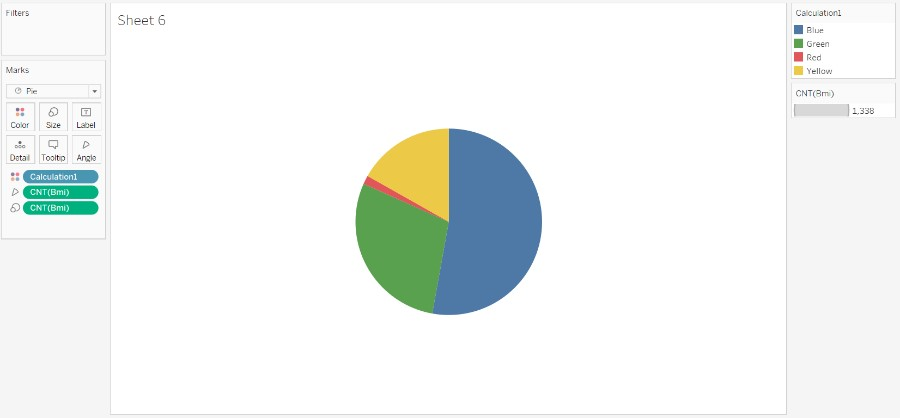 Filters
Marks
Pie
Color
Size
Label
Detail
Tooltip
Angle
Calculation1
CNT(Bmi)
CNT(Bmi)
Sheet 6
Calculation1
Blue
Green
Red
Yellow
CNT(Bmi)
1,338